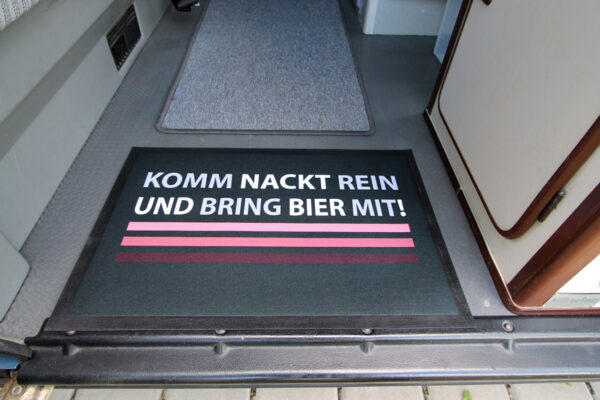 KOMM NACKT REIN
UND BRING BIER MIT!